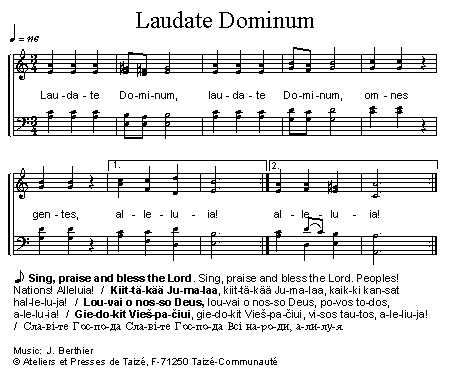 Laudate Dominum
♩ = 116
Lau - da - te Do - mi - num, lau - da - te Do - mi - num, om - nes
1. 2.
gen - tes, al - le - lu - ia! al - le - lu - ia!
Sing, praise and bless the Lord. Sing, praise and bless the Lord. Peoples!
Nations! Alleluia! / Kiit-tä-kää Ju-ma-laa, kiit-tä-kää Ju-ma-laa, kaik-ki kan-sat
hal-le-lu-ja! / Lou-vai o nos-so Deus, lou-vai o nos-so Deus, po-vos to-dos,
a-le-lu-ia! / Gie-do-kit Vieš-pa-čiui, gie-do-kit Vieš-pa-čiui, vi-sos tau-tos, a-le-liu-ja!
/ Сла-ві-те Гос-по-да Сла-ві-те Гос-по-да Всі на-ро-ди, а-ли-лу-я.
Music: J. Berthier
© Ateliers et Presses de Taizé, F-71250 Taizé-Communauté